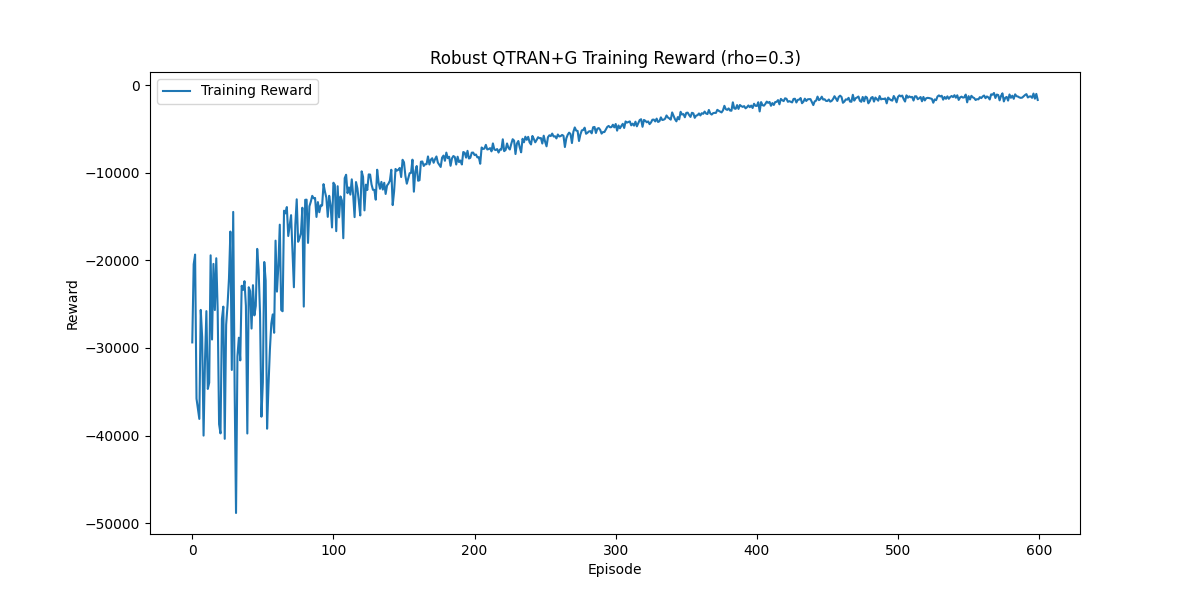 Robust QTRAN+G Training Reward (rho=0.3)
Training Reward
0
−10000
−20000
−30000
−40000
−50000
Reward
0 100 200 300 400 500 600
Episode